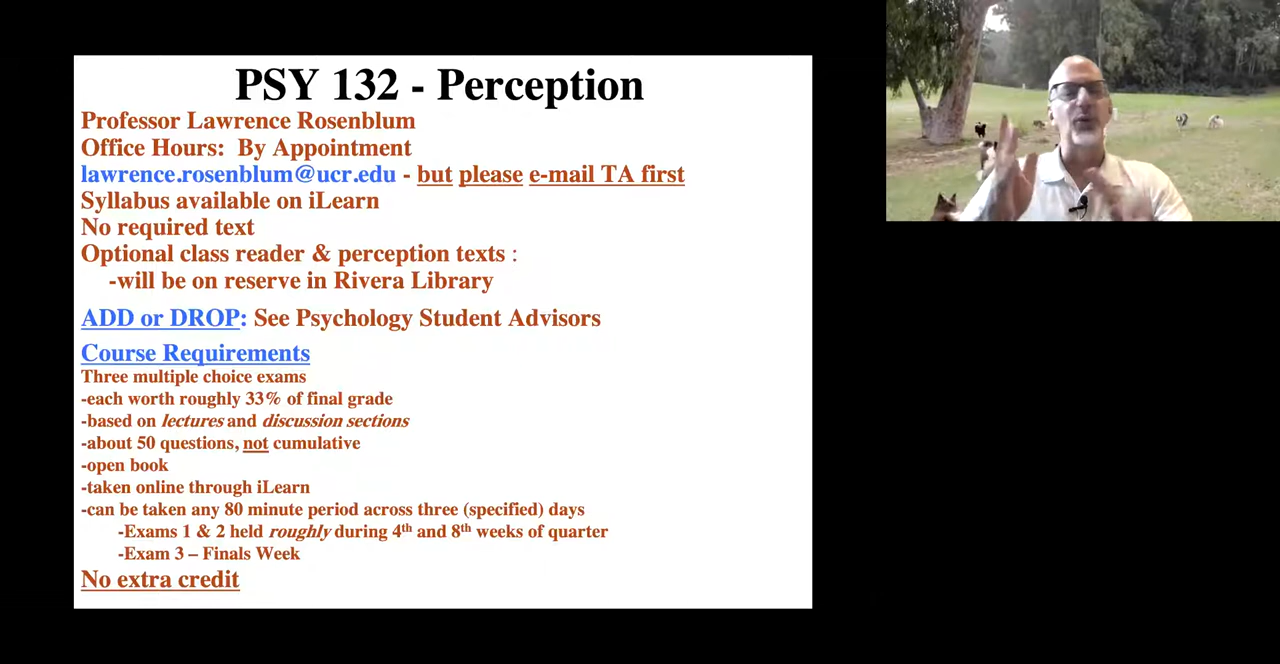 PSY 132 - Perception
Professor Lawrence Rosenblum
Office Hours: By Appointment
lawrence.rosenblum@ucr.edu - but please e-mail TA first
Syllabus available on iLearn
No required text
Optional class reader & perception texts :
-will be on reserve in Rivera Library
ADD or DROP: See Psychology Student Advisors
Course Requirements
Three multiple choice exams
-each worth roughly 33% of final grade
-based on lectures and discussion sections
-about 50 questions, not cumulative
-open book
-taken online through iLearn
-can be taken any 80 minute period across three (specified) days
-Exams 1 & 2 held roughly during 4th and 8th weeks of quarter
-Exam 3 – Finals Week
No extra credit